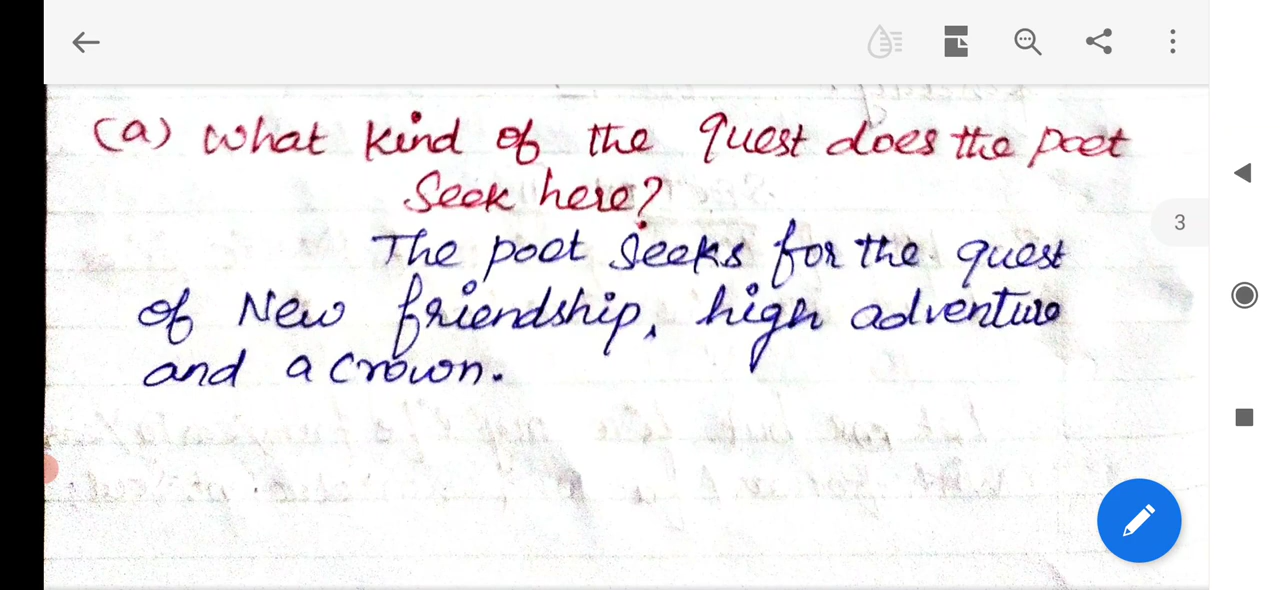 (a) What kind of the quest does the poet
Seek here?
The poet seeks for the quest
of New friendship, high adventure
and a crown.
3